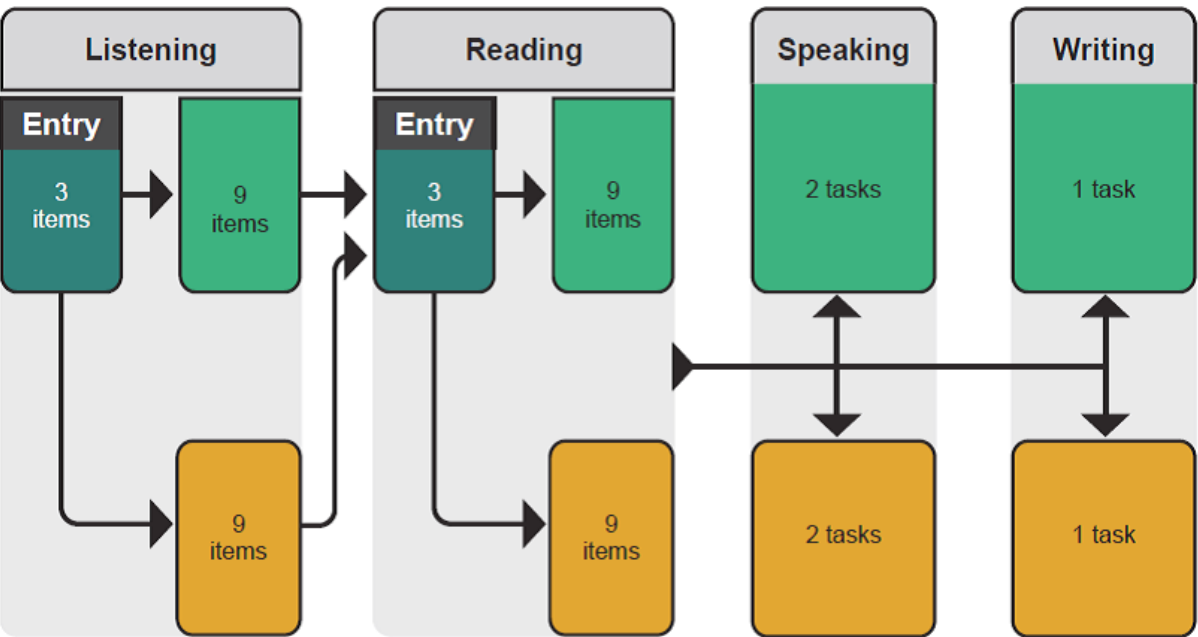 Listening
Reading
Speaking
Writing
Entry
3
items
9
items
Entry
3
items
9
items
2 tasks
1 task
9
items
9
items
2 tasks
1 task